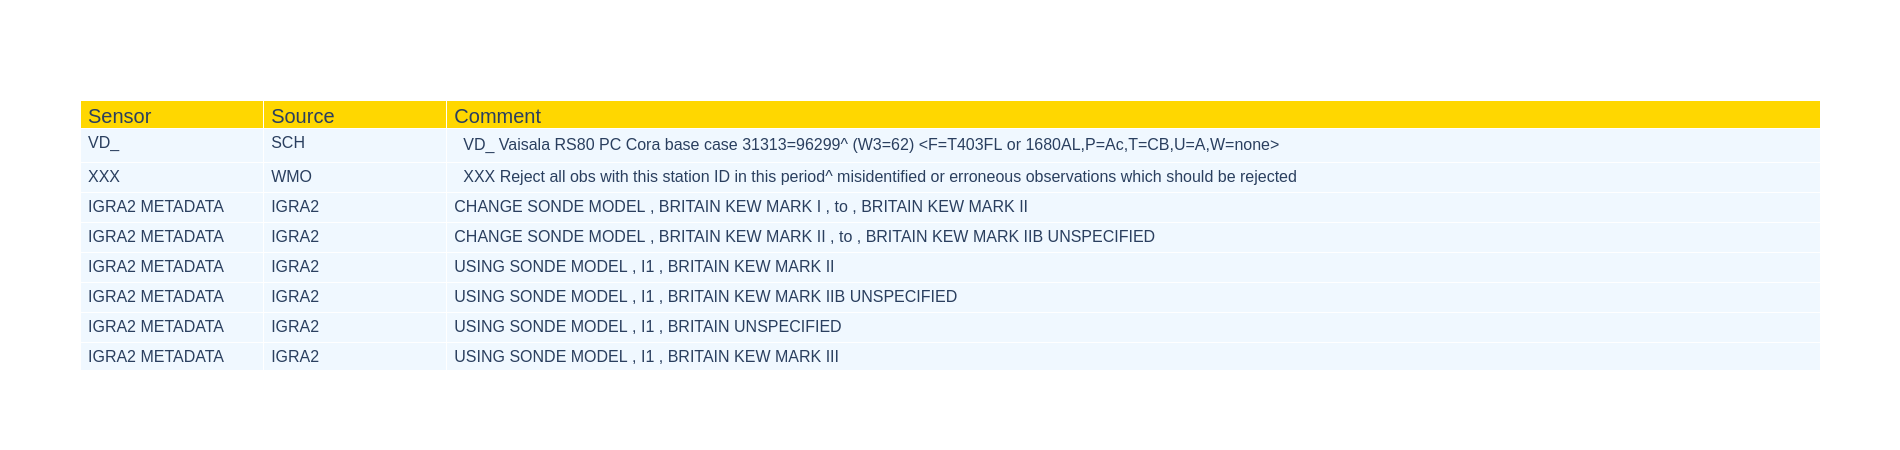 Sensor Source Comment
VD_ SCH VD_ Vaisala RS80 PC Cora base case 31313=96299^ (W3=62) <F=T403FL or 1680AL,P=Ac,T=CB,U=A,W=none>
XXX WMO XXX Reject all obs with this station ID in this period^ misidentified or erroneous observations which should be rejected
IGRA2 METADATA IGRA2 CHANGE SONDE MODEL , BRITAIN KEW MARK I , to , BRITAIN KEW MARK II
IGRA2 METADATA IGRA2 CHANGE SONDE MODEL , BRITAIN KEW MARK II , to , BRITAIN KEW MARK IIB UNSPECIFIED
IGRA2 METADATA IGRA2 USING SONDE MODEL , I1 , BRITAIN KEW MARK II
IGRA2 METADATA IGRA2 USING SONDE MODEL , I1 , BRITAIN KEW MARK IIB UNSPECIFIED
IGRA2 METADATA IGRA2 USING SONDE MODEL , I1 , BRITAIN UNSPECIFIED
IGRA2 METADATA IGRA2 USING SONDE MODEL , I1 , BRITAIN KEW MARK III